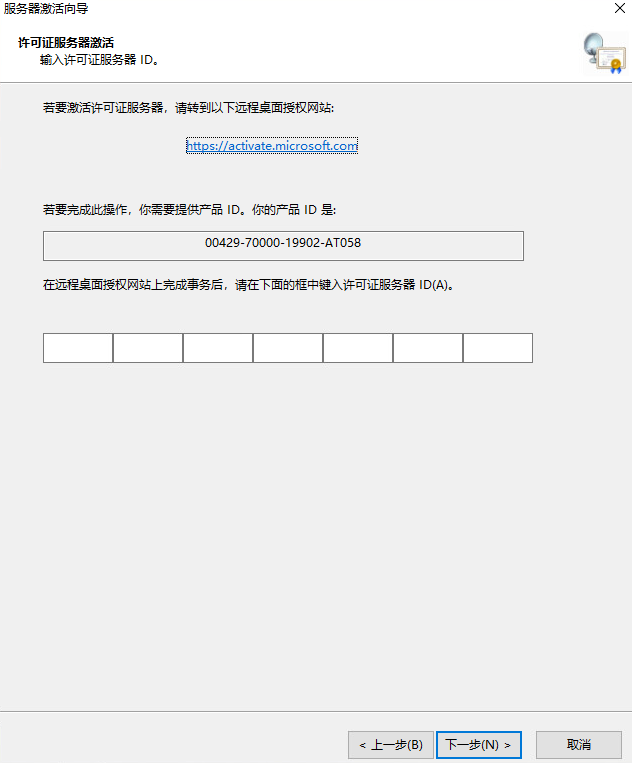 服务器激活向导
许可证服务器激活
输入许可证服务器 ID。
若要激活许可证服务器，请转到以下远程桌面授权网站:
https://activate.microsoft.com
若要完成此操作，你需要提供产品 ID。你的产品 ID 是:
00429-70000-19902-AT058
在远程桌面授权网站上完成事务后，请在下面的框中键入许可证服务器 ID(A)。
< 上一步(B)
下一步(N) >
取消